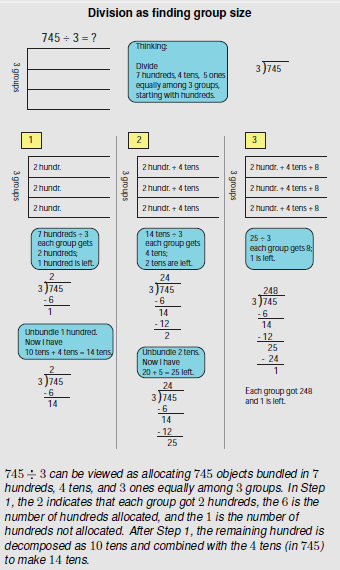 Division as finding group size
745 ÷ 3 = ?
3 groups
Thinking:
Divide
7 hundreds, 4 tens, 5 ones
equally among 3 groups,
starting with hundreds.
3)745
1
3 groups
2 hundr.
2 hundr.
2 hundr.
7 hundreds ÷ 3
each group gets
2 hundreds;
1 hundred is left.
2
3)745
-6
1
Unbundle 1 hundred.
Now I have
10 tens + 4 tens = 14 tens
2
3)745
-6
14
2
3 groups
2 hundr. + 4 tens
2 hundr. + 4 tens
2 hundr. + 4 tens
14 tens ÷ 3
each group gets
4 tens;
2 tens are left.
24
3)745
-6
14
-12
2
Unbundle 2 tens.
Now I have
20 + 5 = 25 left.
24
3)745
-6
14
-12
25
3
3 groups
2 hundr. + 4 tens + 8
2 hundr. + 4 tens + 8
2 hundr. + 4 tens + 8
25 ÷ 3
each group gets 8;
1 is left.
248
3)745
-6
14
-12
25
- 24
1
Each group got 248
and 1 is left.
745 ÷ 3 can be viewed as allocating 745 objects bundled in 7
hundreds, 4 tens, and 3 ones equally among 3 groups. In Step
1, the 2 indicates that each group got 2 hundreds, the 6 is the
number of hundreds allocated, and the 1 is the number of
hundreds not allocated. After Step 1, the remaining hundred is
decomposed as 10 tens and combined with the 4 tens (in 745)
to make 14 tens.